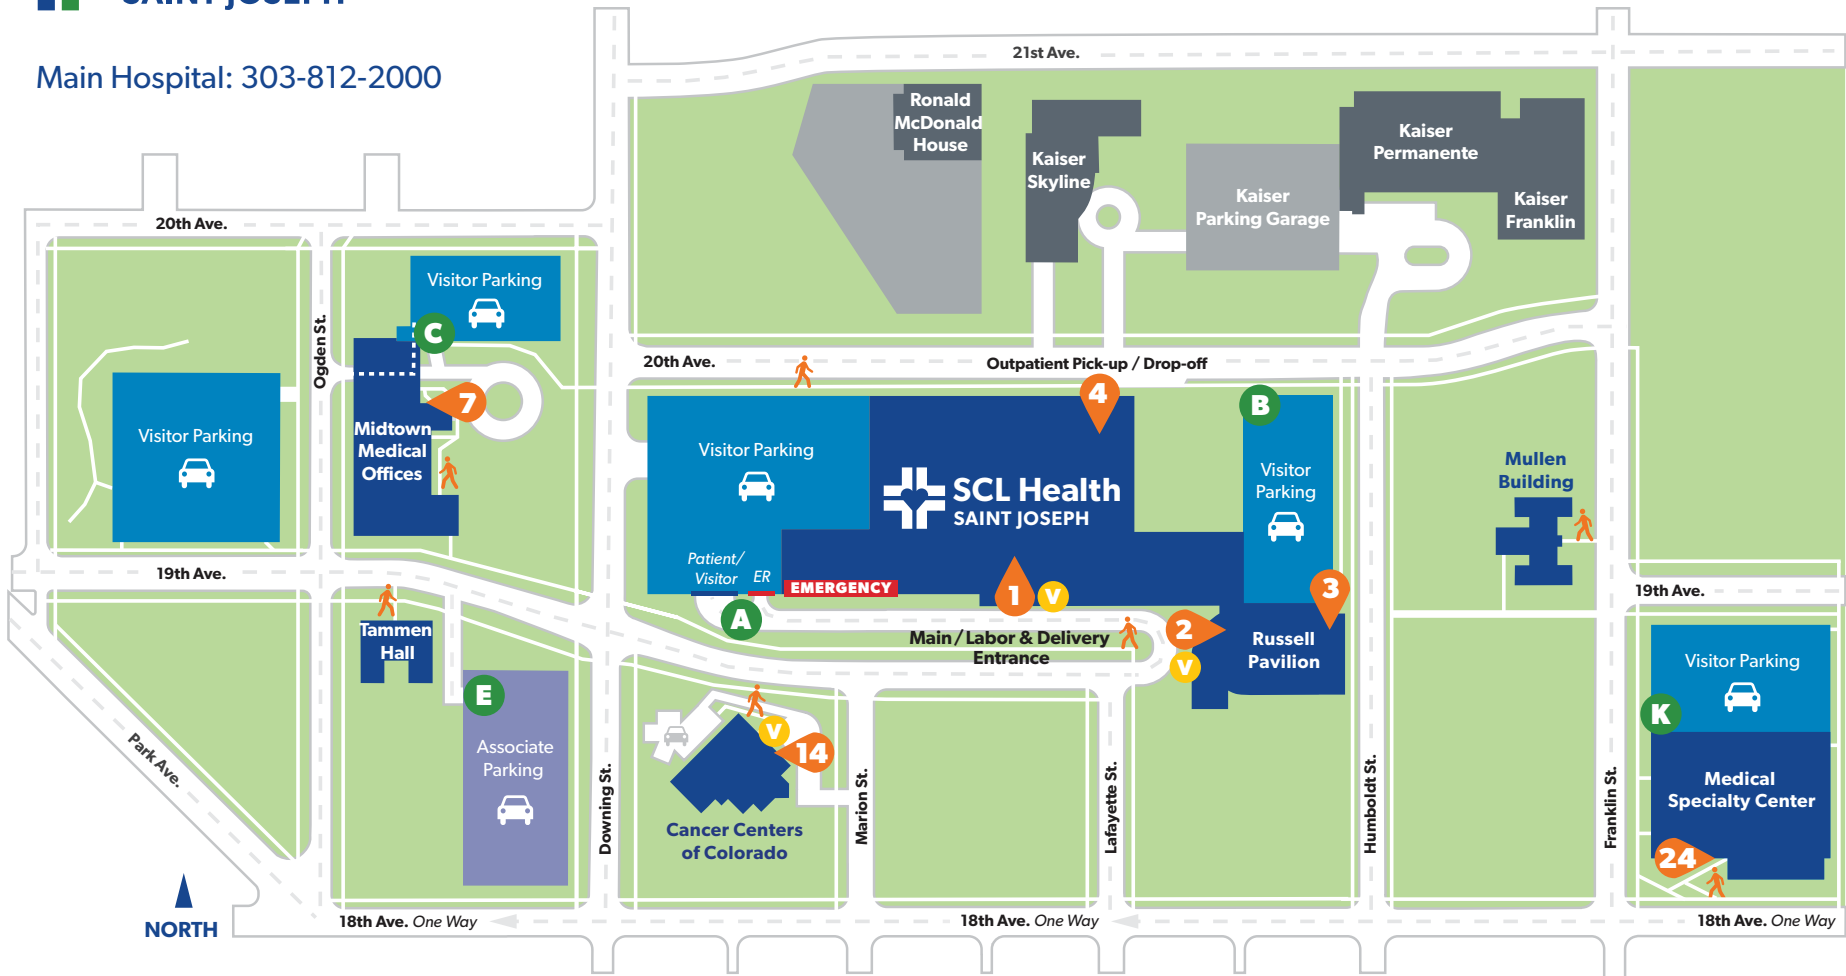 SAINT JOSEPH
Main Hospital: 303-812-2000
21st Ave.
Ronald
McDonald
House
Kaiser
Skyline
Kaiser
Parking Garage
Kaiser
Permanente
Kaiser
Franklin
20th Ave.
Visitor Parking
C
Ogden St.
20th Ave.
Outpatient Pick-up / Drop-off
4
B
7
Visitor Parking
Midtown
Medical
Offices
Visitor Parking
SCL Health
SAINT JOSEPH
Visitor
Parking
Mullen
Building
19th Ave.
Patient/
Visitor
ER
EMERGENCY
1
V
3
19th Ave.
A
Main / Labor & Delivery
Entrance
2
V
Russell
Pavilion
Tammen
Hall
E
Associate
Parking
Park Ave.
Downing St.
V
14
Cancer Centers
of Colorado
Marion St.
Lafayette St.
Humboldt St.
Franklin St.
Visitor Parking
K
Medical
Specialty Center
24
NORTH
18th Ave. One Way
18th Ave. One Way
18th Ave. One Way